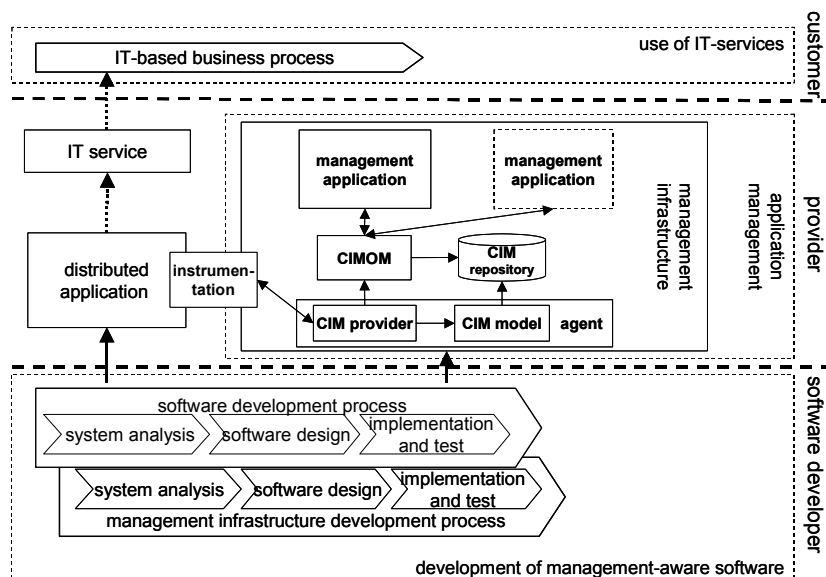 customer
use of IT-services
IT-based business process
provider
IT service
management
application
management
application
management
infrastructure
application
management
distributed
application
instrumen-
tation
CIMOM
CIM
repository
CIM provider
CIM model
agent
software developer
software development process
system analysis
software design
implementation
and test
system analysis
software design
implementation
and test
management infrastructure development process
development of management-aware software